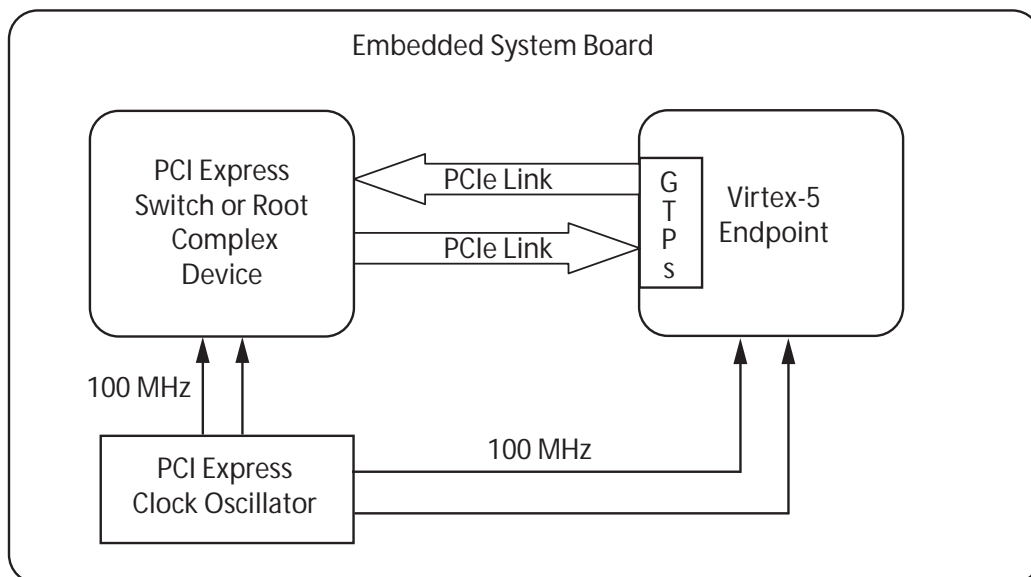 Embedded System Board
PCI Express
Switch or Root
Complex
Device
PCIe Link
PCIe Link
G
T
P
s
Virtex-5
Endpoint
100 MHz
PCI Express
Clock Oscillator
100 MHz